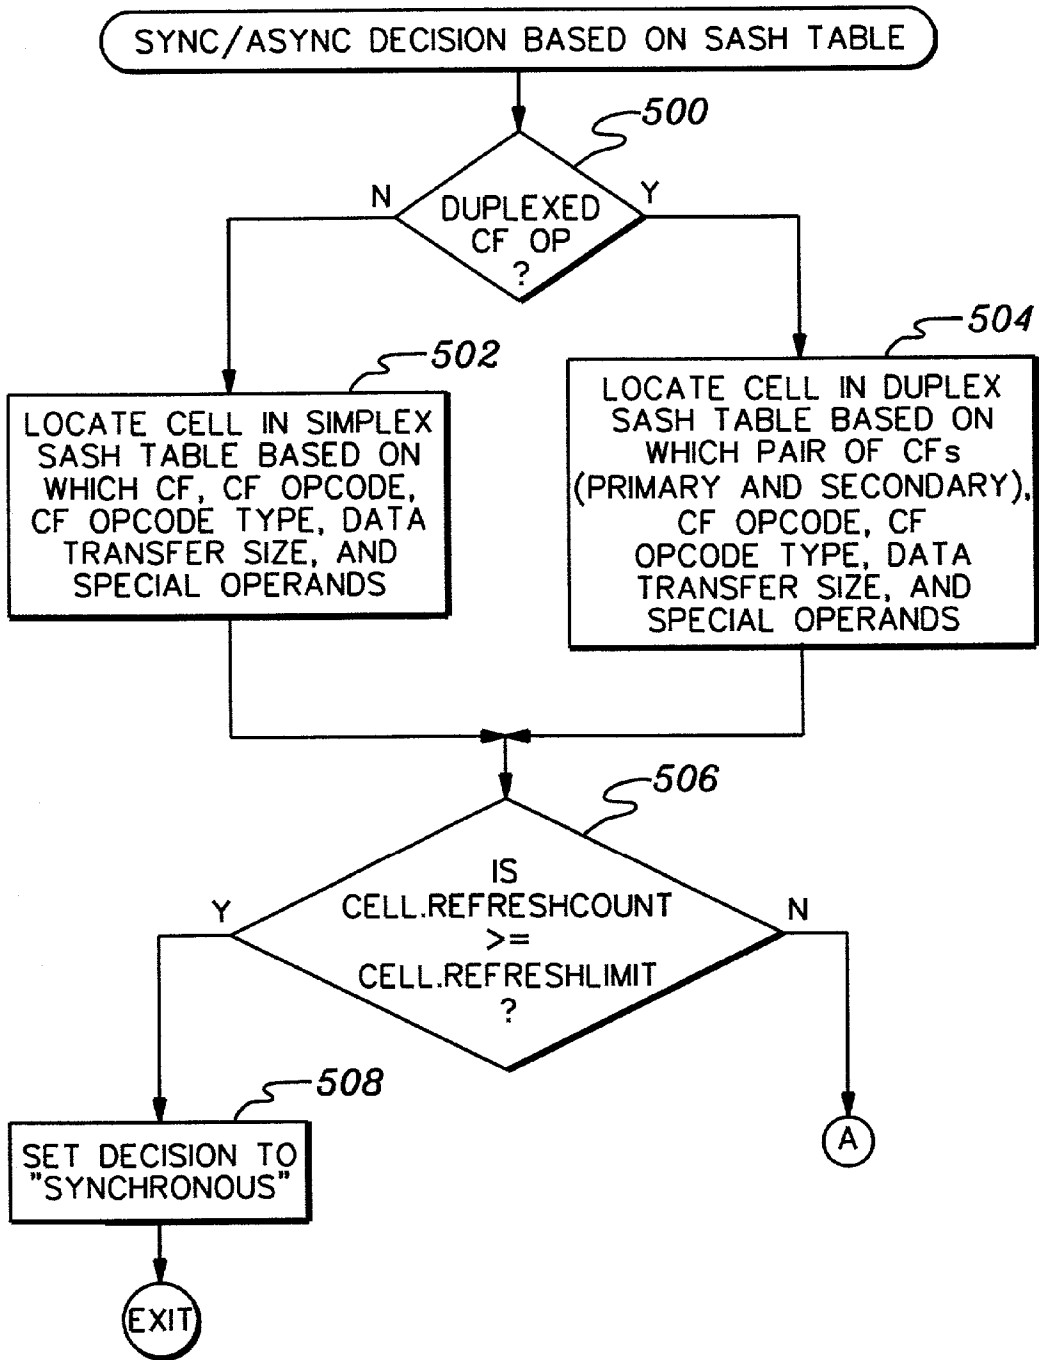 SYNC/ASYNC DECISION BASED ON SASH TABLE
500
N
Y
DUPLEXED
CF OP
?
502
LOCATE CELL IN SIMPLEX
SASH TABLE BASED ON
WHICH CF, CF OPCODE,
CF OPCODE TYPE, DATA
TRANSFER SIZE, AND
SPECIAL OPERANDS
504
LOCATE CELL IN DUPLEX
SASH TABLE BASED ON
WHICH PAIR OF CFs
(PRIMARY AND SECONDARY),
CF OPCODE, CF
OPCODE TYPE, DATA
TRANSFER SIZE, AND
SPECIAL OPERANDS
506
Y
N
IS
CELL.REFRESHCOUNT
>=
CELL.REFRESHLIMIT
?
508
SET DECISION TO
"SYNCHRONOUS"
A
EXIT